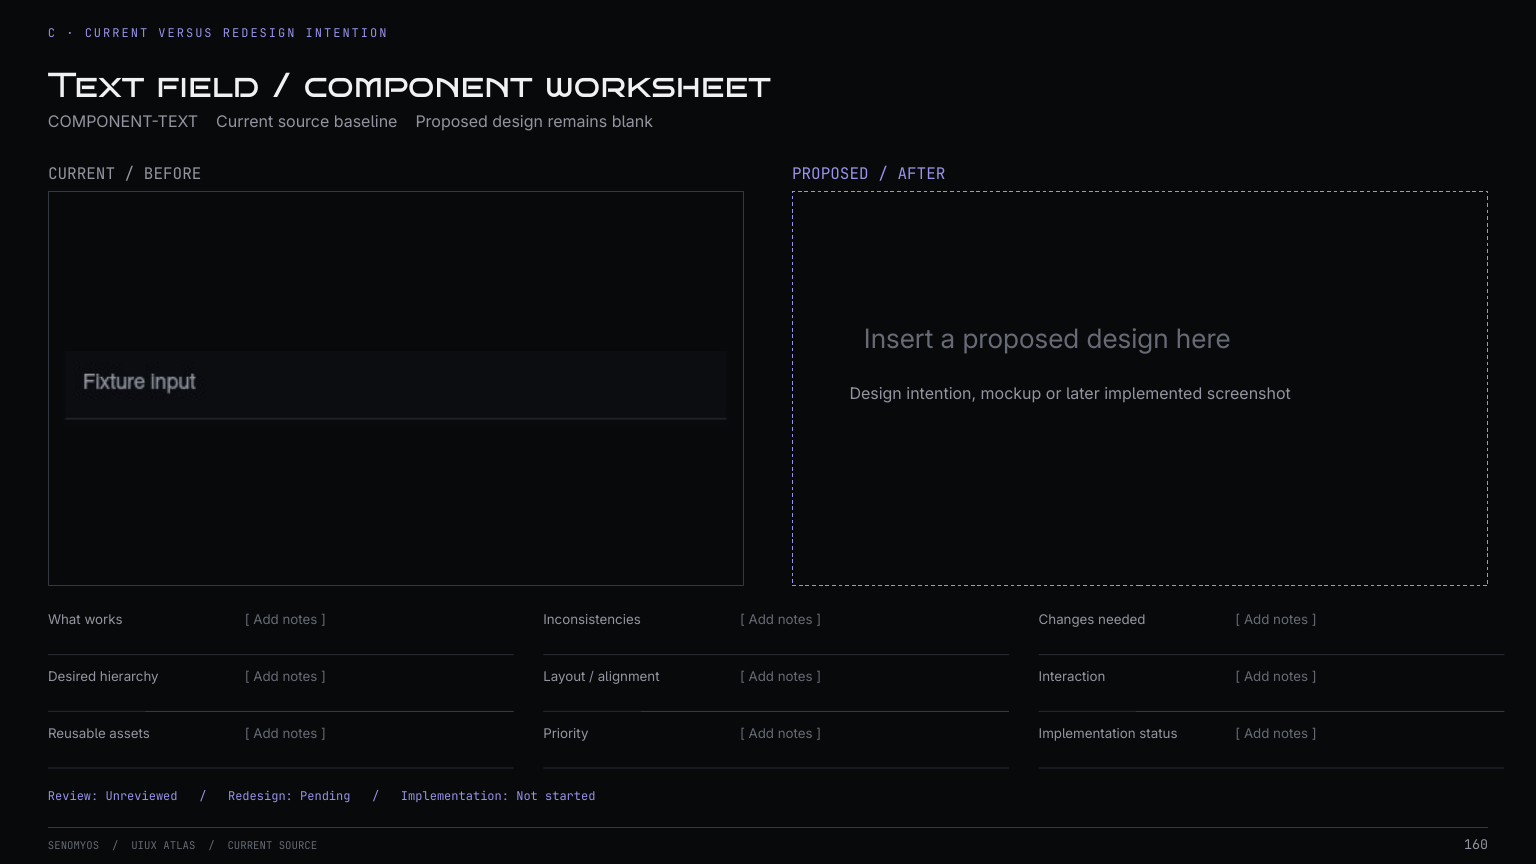 C · CURRENT VERSUS REDESIGN INTENTION
Text field / component worksheet
COMPONENT-TEXT Current source baseline Proposed design remains blank
CURRENT / BEFORE
PROPOSED / AFTER
Fixture input
Insert a proposed design here
Design intention, mockup or later implemented screenshot
What works [ Add notes ] Inconsistencies [ Add notes ] Changes needed [ Add notes ]
Desired hierarchy [ Add notes ] Layout / alignment [ Add notes ] Interaction [ Add notes ]
Reusable assets [ Add notes ] Priority [ Add notes ] Implementation status [ Add notes ]
Review: Unreviewed / Redesign: Pending / Implementation: Not started
SENOMYOS / UIUX ATLAS / CURRENT SOURCE 160